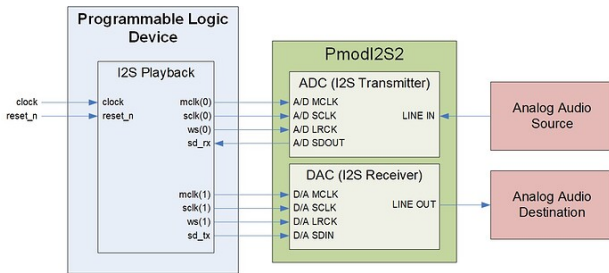 Programmable Logic
Device
I2S Playback
clock
reset_n
clock
reset_n
mclk(0)
sclk(0)
ws(0)
sd_rx
mclk(1)
sclk(1)
ws(1)
sd_tx
PmodI2S2
ADC (I2S Transmitter)
A/D MCLK
A/D SCLK
A/D LRCK
A/D SDOUT
LINE IN
DAC (I2S Receiver)
D/A MCLK
D/A SCLK
D/A LRCK
D/A SDIN
LINE OUT
Analog Audio
Source
Analog Audio
Destination